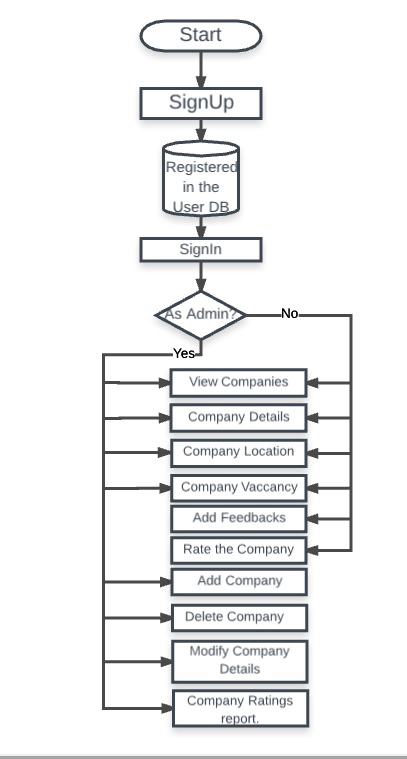 Start
SignUp
Registered
in the
User DB
SignIn
As Admin?
No
Yes
View Companies
Company Details
Company Location
Company Vaccancy
Add Feedbacks
Rate the Company
Add Company
Delete Company
Modify Company
Details
Company Ratings
report.